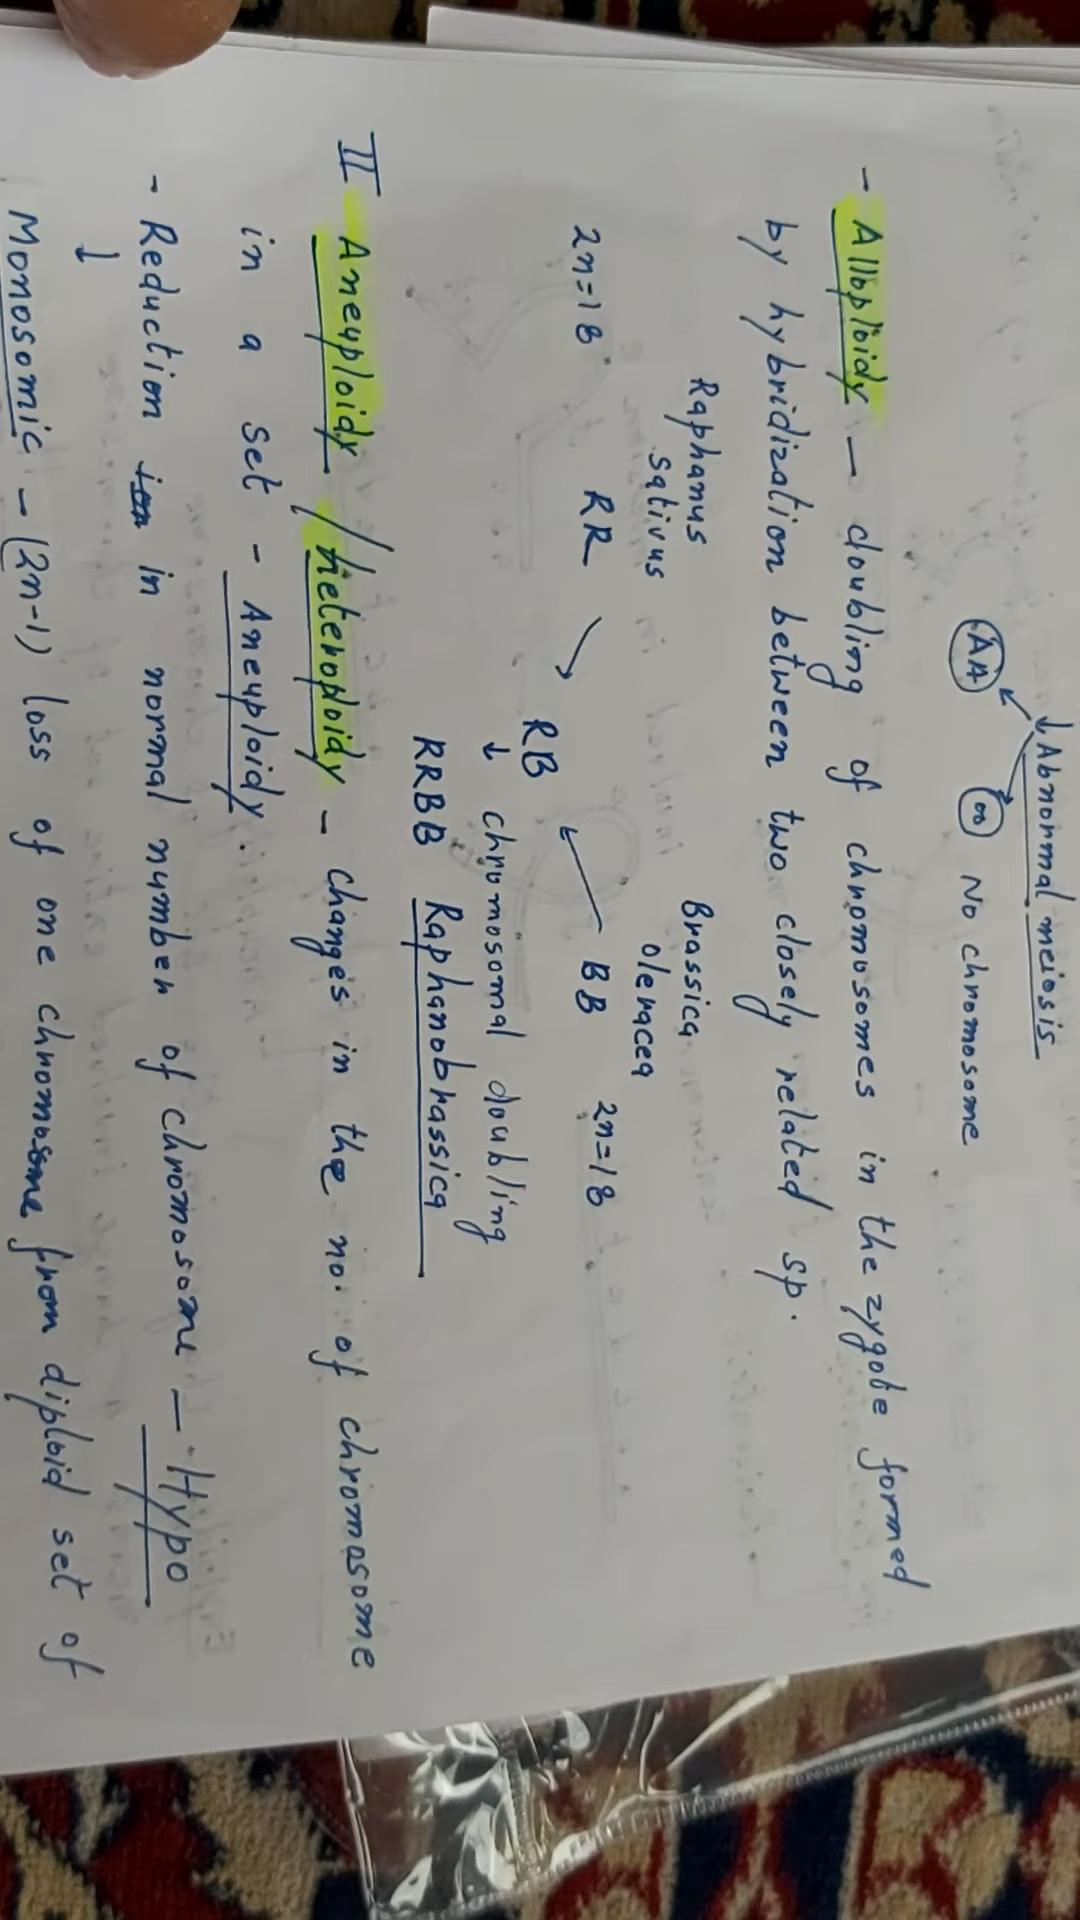 ↓ Abnormal meiosis
AA oo No chromosome
- Alloploidy - doubling of chromosomes in the zygote formed
by hybridization between two closely related sp.
Raphanus sativus Brassica oleracea
2n=18 RR → ← BB 2n=18
RB
↓ chromosomal doubling
RRBB Raphanobrassica
II Aneuploidy / heteroploidy - changes in the no. of chromosome
in a set - Aneuploidy.
- Reduction in normal number of chromosome - Hypo
↓
Monosomic - (2n-1) loss of one chromosome from diploid set of